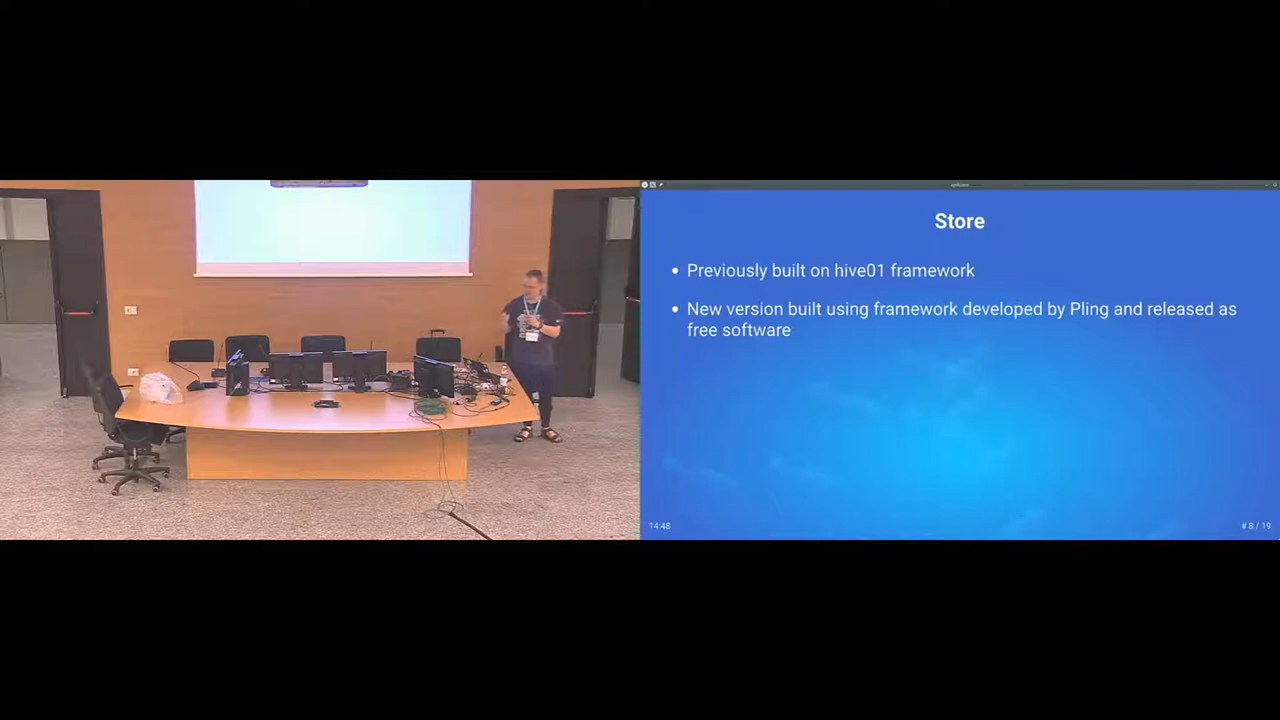 Store
Previously built on hive01 framework
New version built using framework developed by Pling and released as
free software
14:48
# 8 / 19